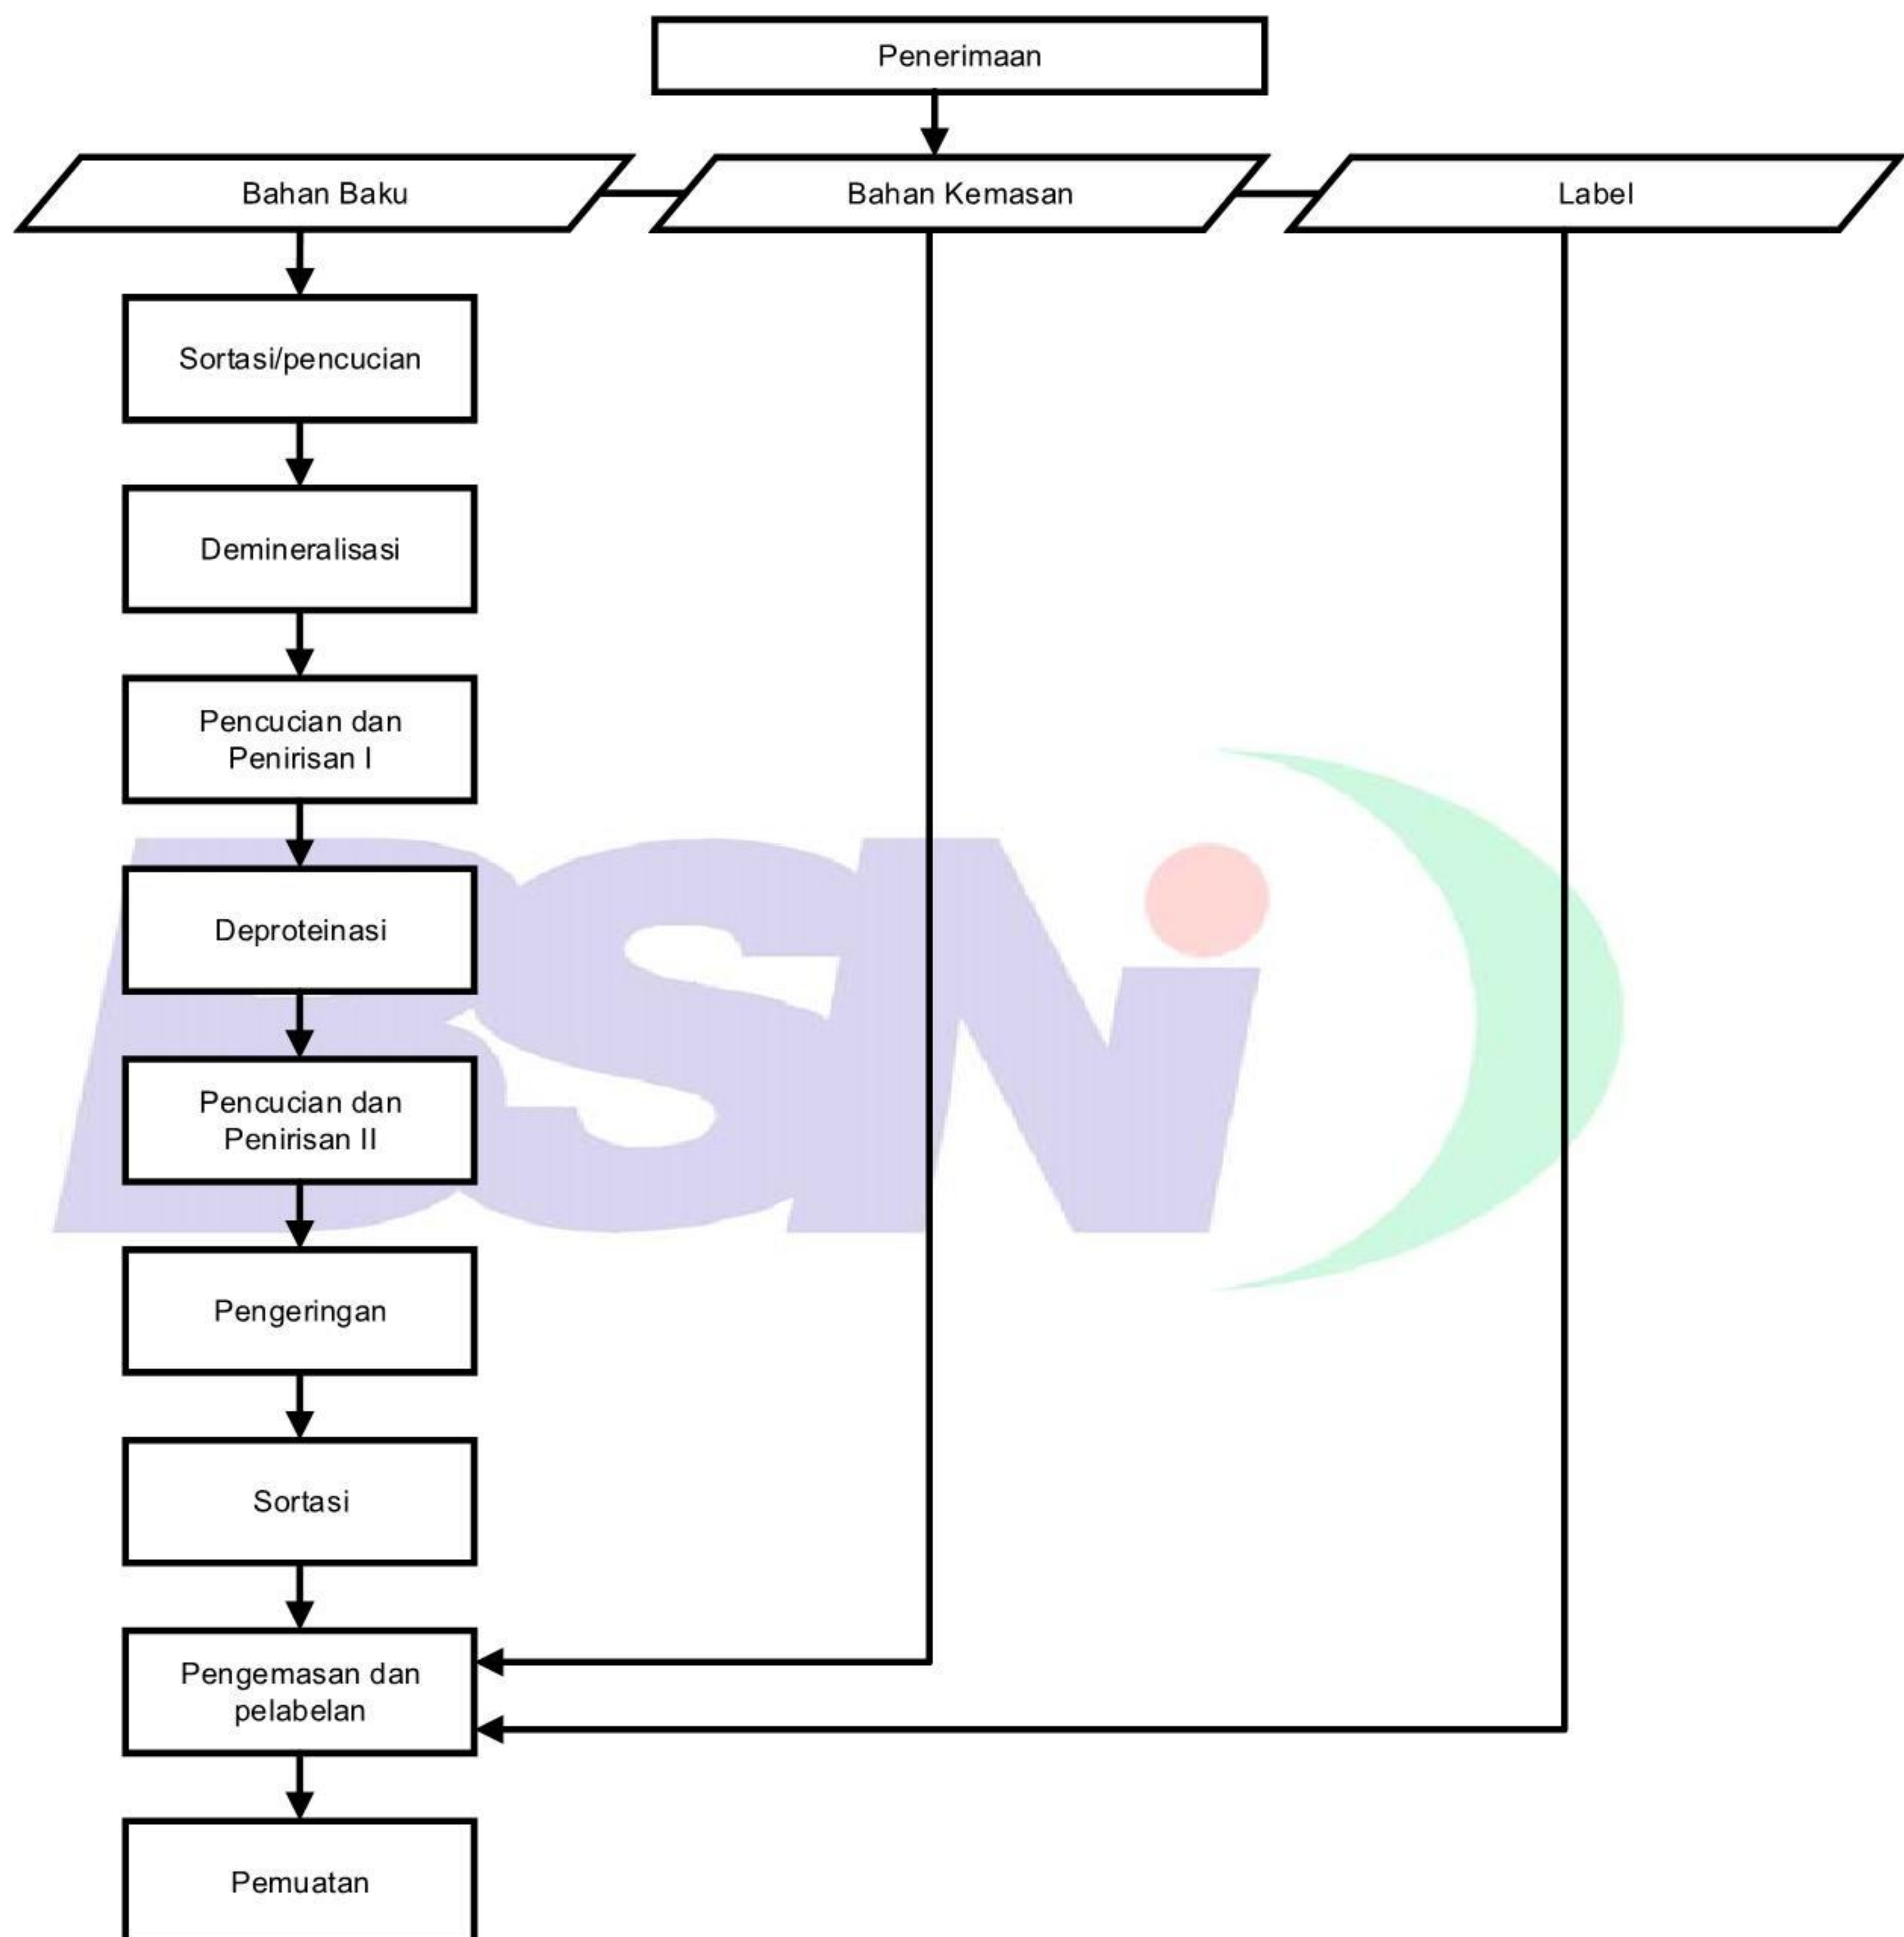 Penerimaan
Bahan Baku
Bahan Kemasan
Label
Sortasi/pencucian
Demineralisasi
Pencucian dan
Penirisan I
Deproteinasi
Pencucian dan
Penirisan II
BSNi
Pengeringan
Sortasi
Pengemasan dan
pelabelan
Pemuatan